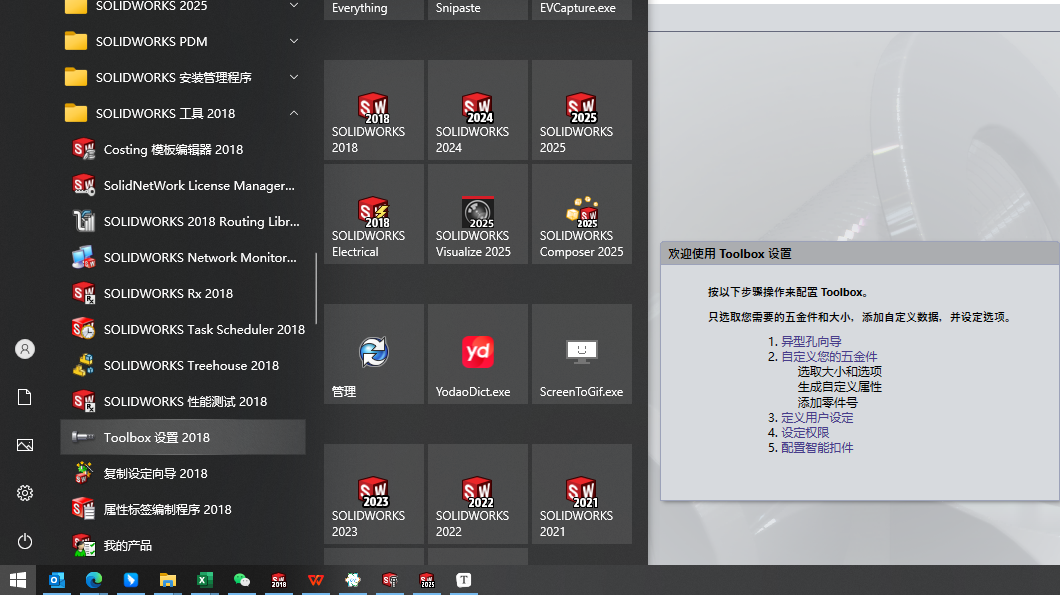 SOLIDWORKS 2025
SOLIDWORKS PDM
SOLIDWORKS 安装管理程序
SOLIDWORKS 工具 2018
Costing 模板编辑器 2018
SolidNetWork License Manager...
SOLIDWORKS 2018 Routing Libr...
SOLIDWORKS Network Monitor...
SOLIDWORKS Rx 2018
SOLIDWORKS Task Scheduler 2018
SOLIDWORKS Treehouse 2018
SOLIDWORKS 性能测试 2018
Toolbox 设置 2018
复制设定向导 2018
属性标签编制程序 2018
我的产品
Everything
Snipaste
EVCapture.exe
SW
2018
SOLIDWORKS
2018
SW
2024
SOLIDWORKS
2024
SW
2025
SOLIDWORKS
2025
SW
2018
SOLIDWORKS
Electrical
2025
SOLIDWORKS
Visualize 2025
SW
2025
SOLIDWORKS
Composer 2025
管理
yd
YodaoDict.exe
ScreenToGif.exe
SW
2023
SOLIDWORKS
2023
SW
2022
SOLIDWORKS
2022
SW
2021
SOLIDWORKS
2021
欢迎使用 Toolbox 设置
按以下步骤操作来配置 Toolbox。
只选取您需要的五金件和大小，添加自定义数据，并设定选项。
1. 异型孔向导
2. 自定义您的五金件
选取大小和选项
生成自定义属性
添加零件号
3. 定义用户设定
4. 设定权限
5. 配置智能扣件